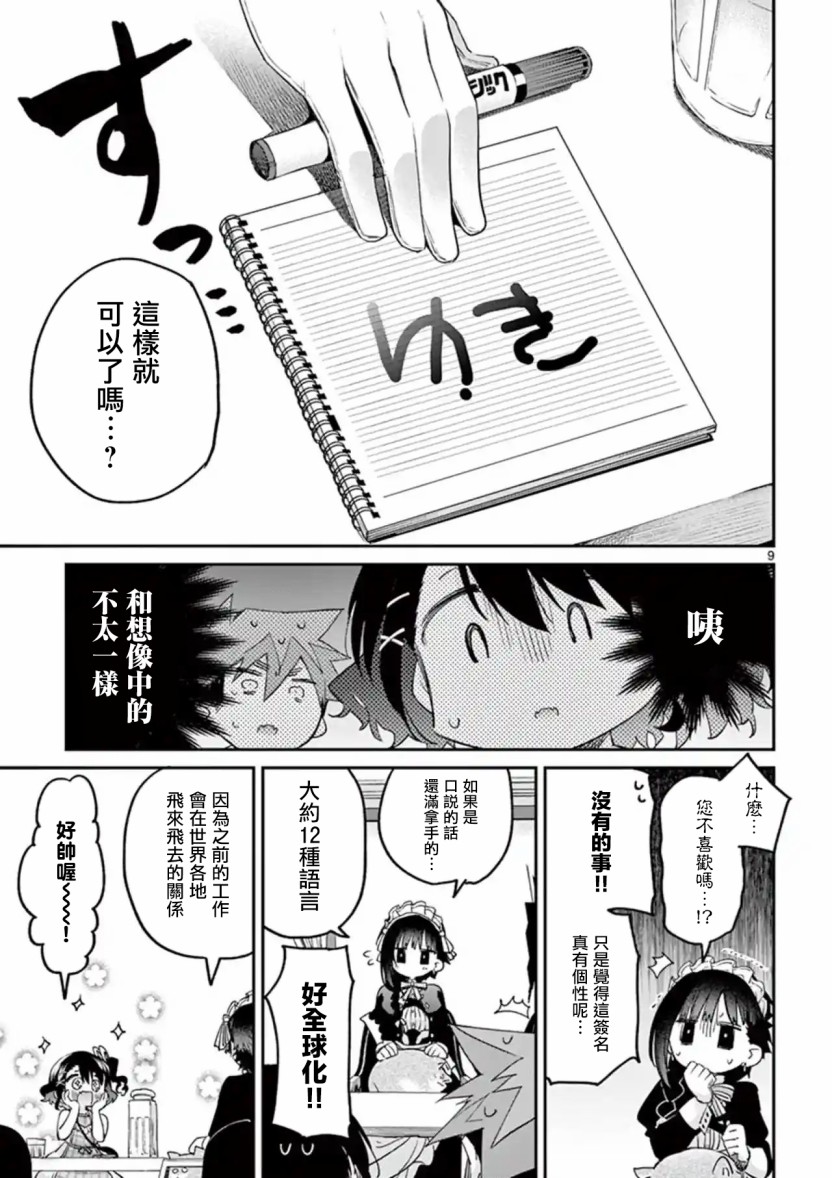 すっ…
ジック
ゆき
這樣就
可以了嗎…?
9
咦
和想像中的
不太一樣
什麼…
您不喜歡嗎…!?
沒有的事!!
只是覺得這簽名
真有個性呢…
如果是
口説的話
還滿拿手的…
大約12種語言
好全球化!!
因為之前的工作
會在世界各地
飛來飛去的關係
好帥喔~~~!